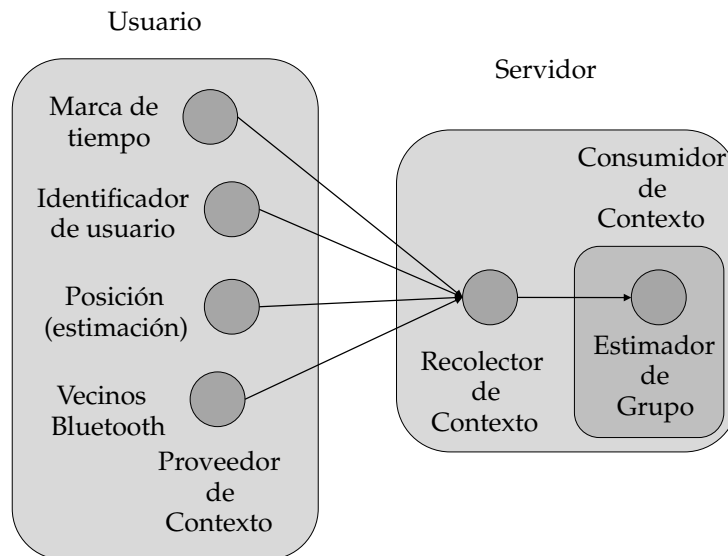 Usuario
Marca de
tiempo
Identificador
de usuario
Posición
(estimación)
Vecinos
Bluetooth
Proveedor
de
Contexto
Servidor
Consumidor
de
Contexto
Recolector
de
Contexto
Estimador
de
Grupo